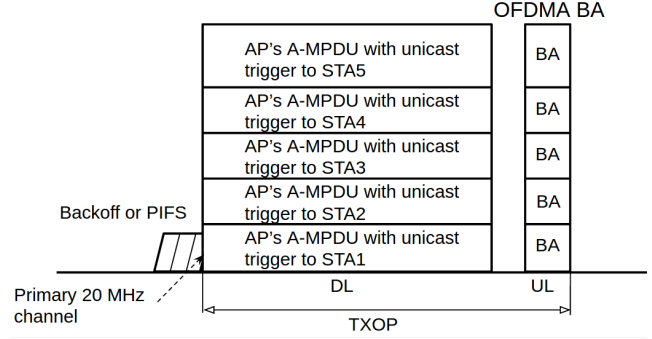 OFDMA BA
AP's A-MPDU with unicast
trigger to STA5
BA
AP's A-MPDU with unicast
trigger to STA4
BA
AP's A-MPDU with unicast
trigger to STA3
BA
AP's A-MPDU with unicast
trigger to STA2
BA
Backoff or PIFS
AP's A-MPDU with unicast
trigger to STA1
BA
Primary 20 MHz
channel
DL
UL
TXOP